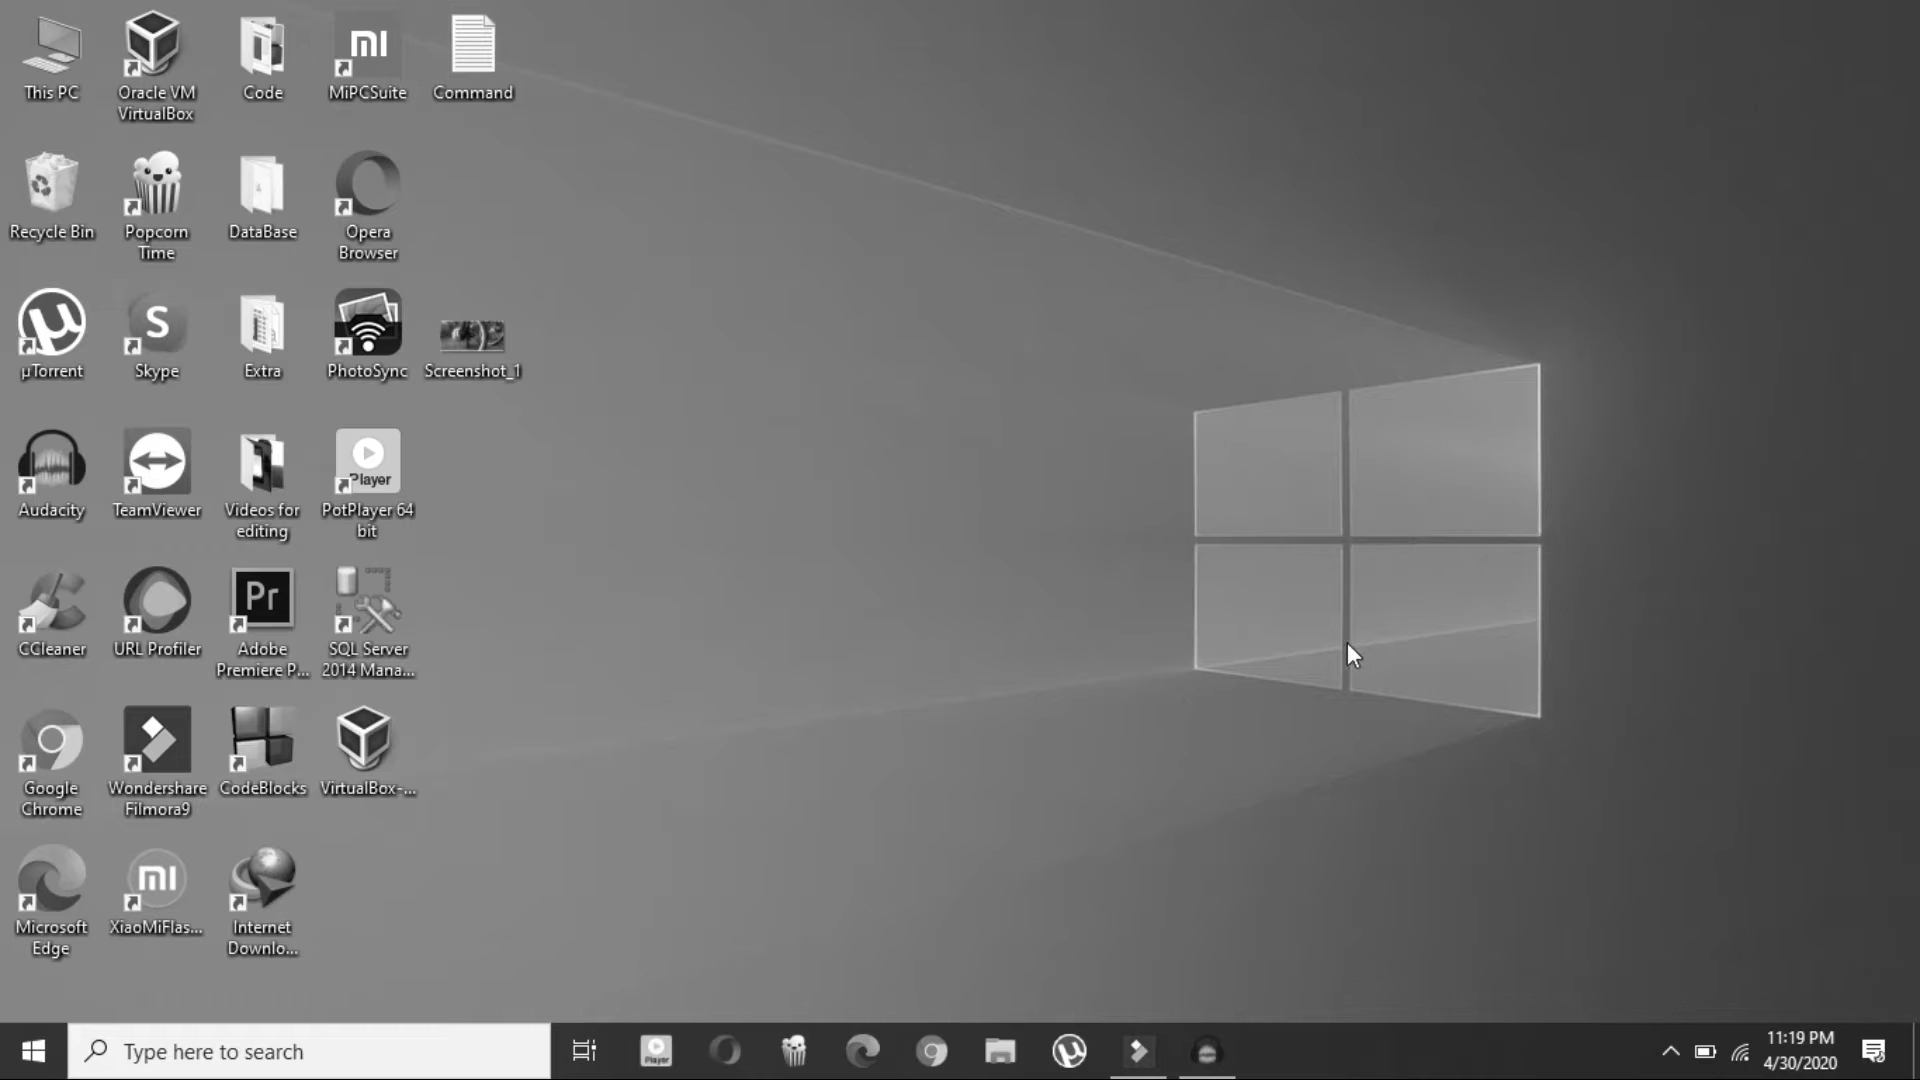 This PC
Oracle VM
VirtualBox
Code
MiPCSuite
Command
Recycle Bin
Popcorn
Time
DataBase
Opera
Browser
µTorrent
Skype
Extra
PhotoSync
Screenshot_1
Audacity
TeamViewer
Videos for
editing
Player
PotPlayer 64
bit
CCleaner
URL Profiler
Pr
Adobe
Premiere P...
SQL Server
2014 Mana...
Google
Chrome
Wondershare
Filmora9
CodeBlocks
VirtualBox-...
Microsoft
Edge
XiaoMiFlas...
Internet
Downlo...
Type here to search
Player
11:19 PM
4/30/2020